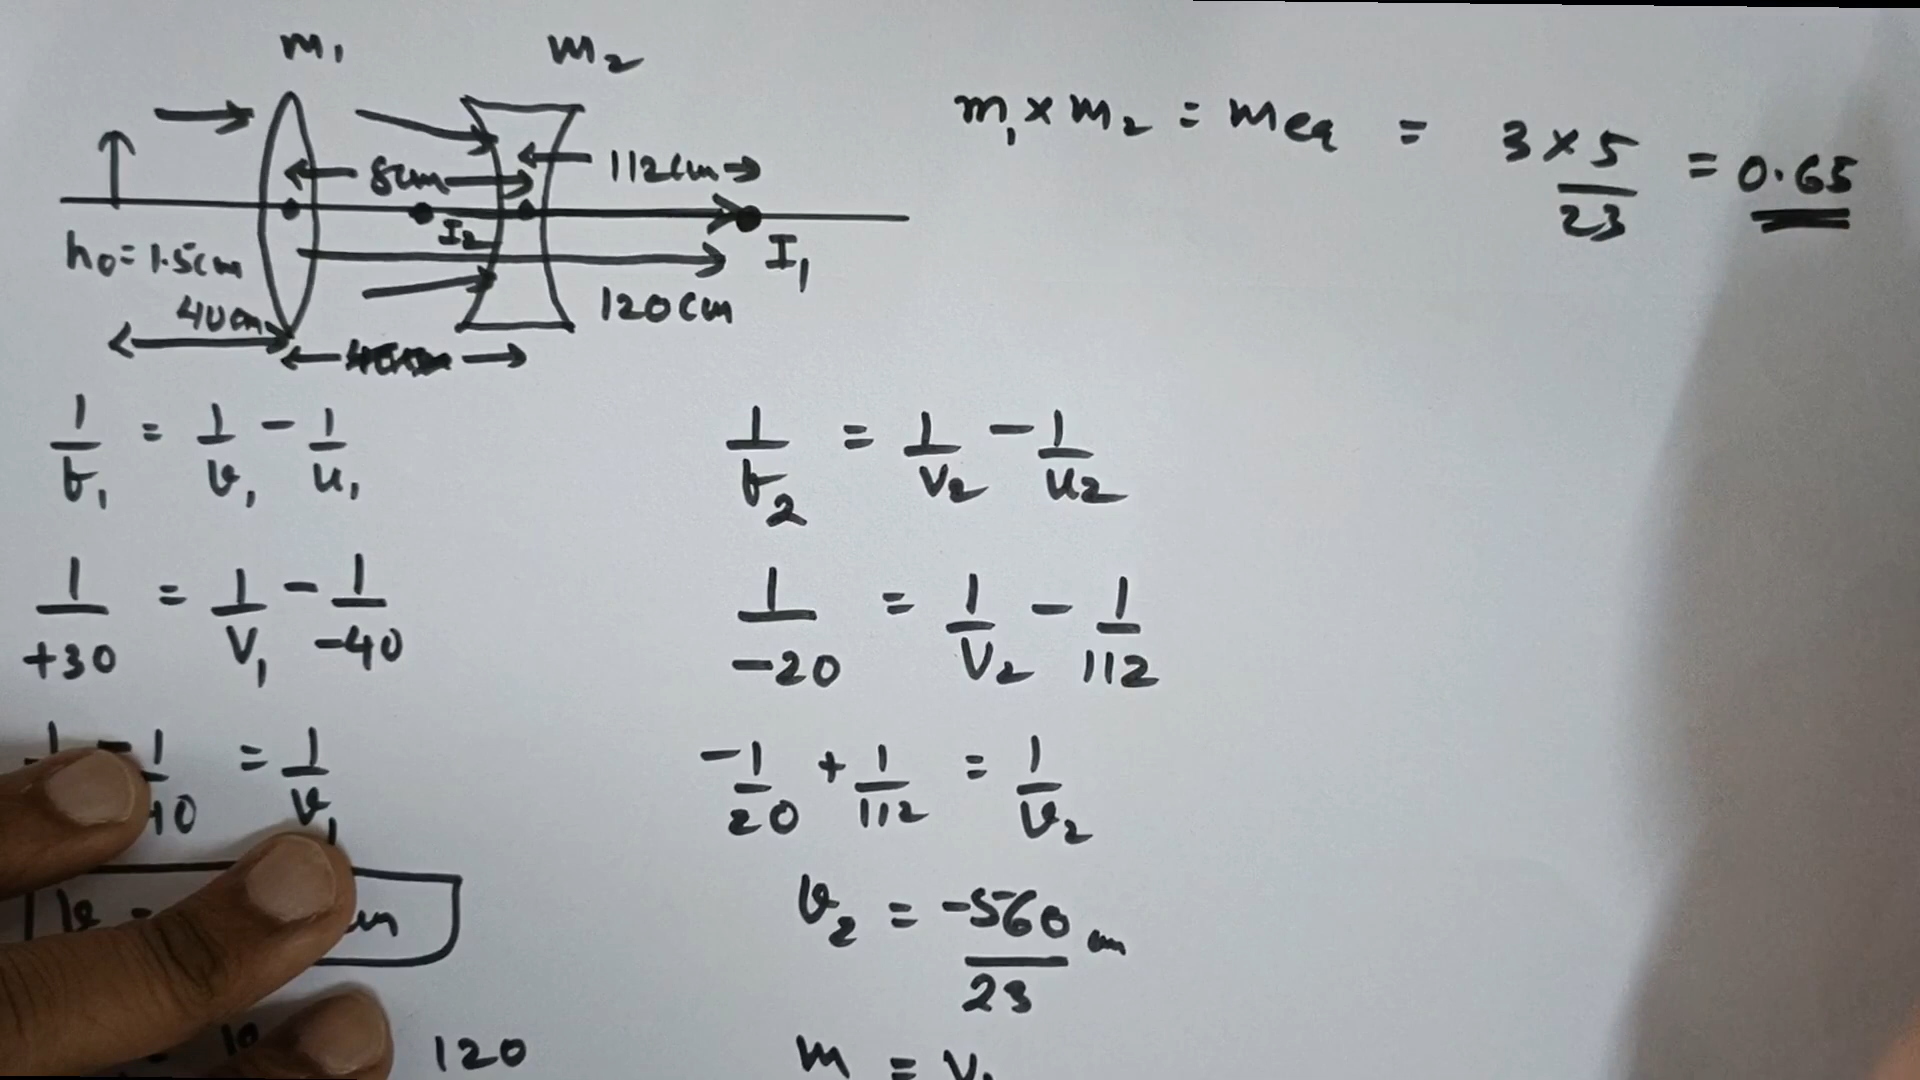 m₁ m₂
m₁ × m₂ = meq = 3 × 5 / 23 = 0.65
8cm 112cm
I₂ I₁
h₀ = 1.5cm
40cm 120cm
1/f₁ = 1/v₁ - 1/u₁
1/+30 = 1/V₁ - 1/-40
= 1/v₁
120
1/f₂ = 1/V₂ - 1/u₂
1/-20 = 1/V₂ - 1/112
-1/20 + 1/112 = 1/v₂
v₂ = -560/23 cm
m = V₂